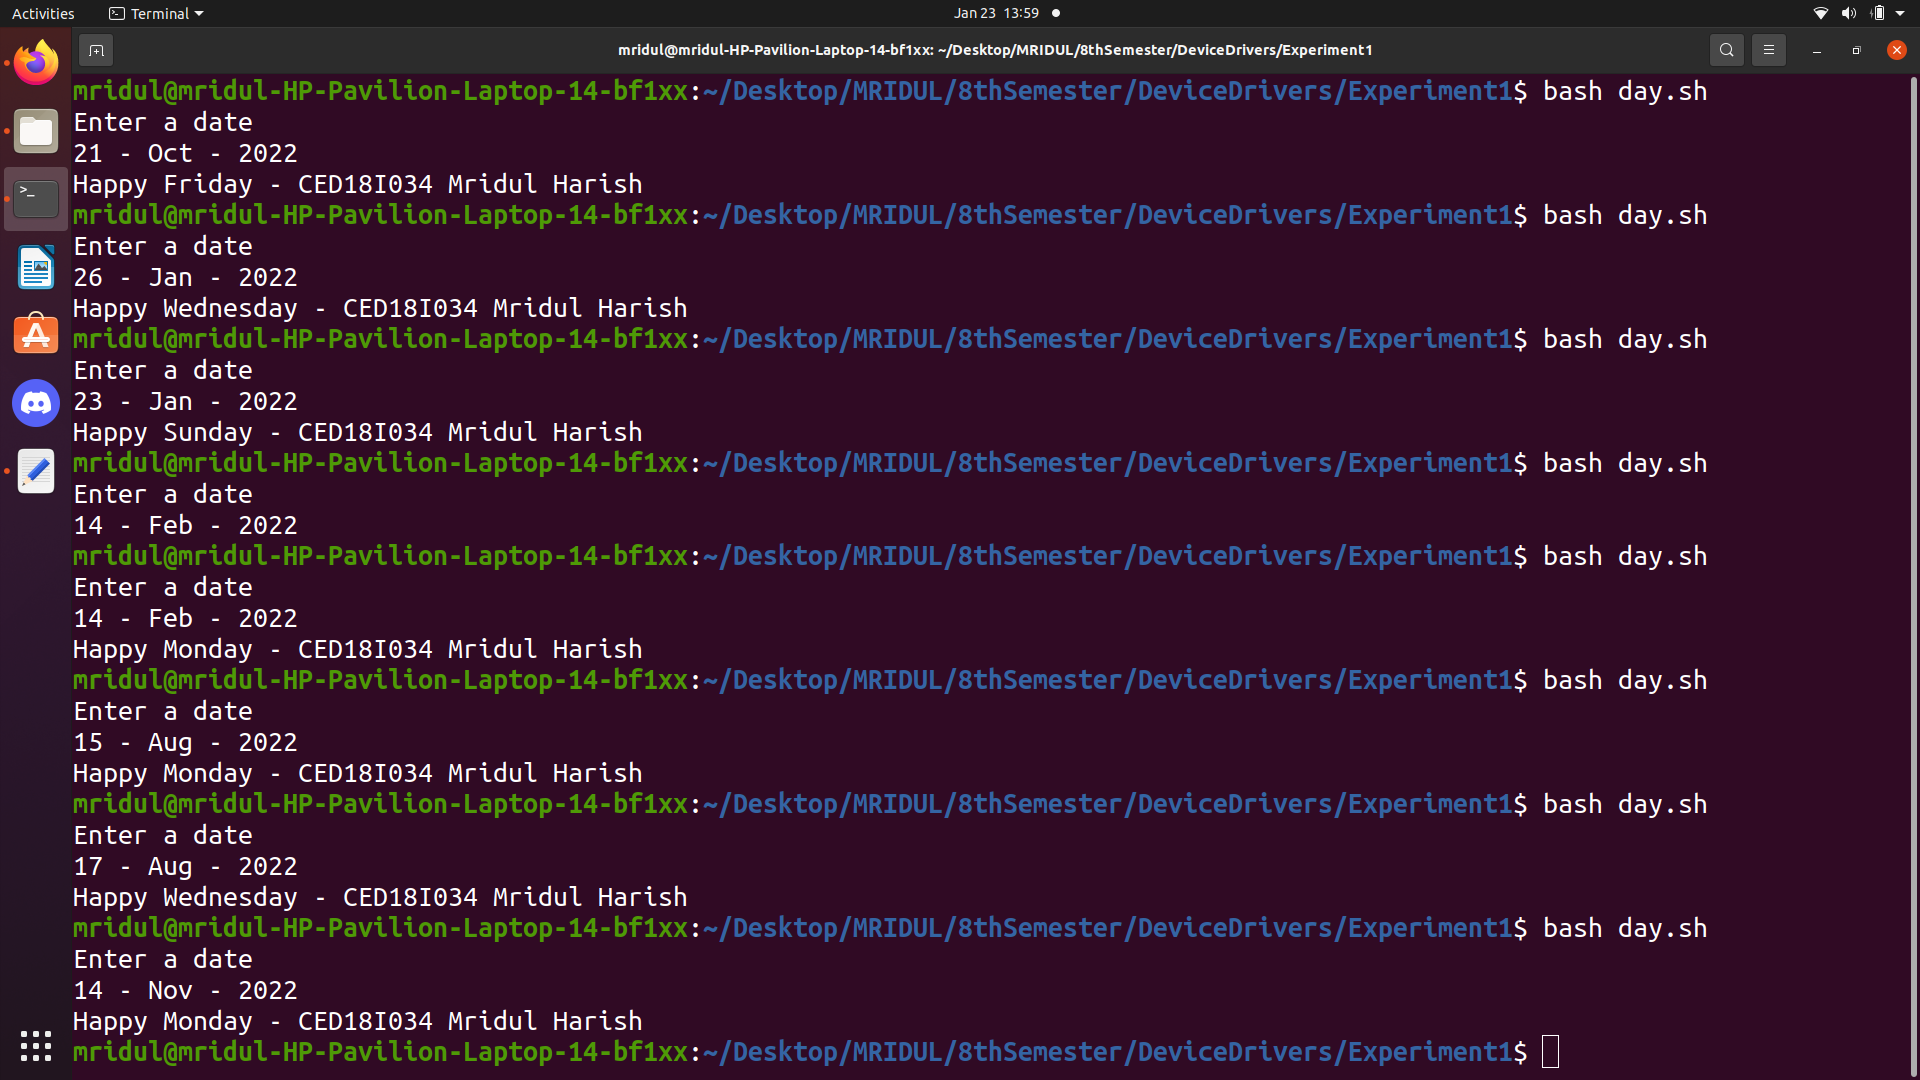 Activities Terminal Jan 23 13:59
mridul@mridul-HP-Pavilion-Laptop-14-bf1xx: ~/Desktop/MRIDUL/8thSemester/DeviceDrivers/Experiment1
mridul@mridul-HP-Pavilion-Laptop-14-bf1xx:~/Desktop/MRIDUL/8thSemester/DeviceDrivers/Experiment1$ bash day.sh
Enter a date
21 - Oct - 2022
Happy Friday - CED18I034 Mridul Harish
mridul@mridul-HP-Pavilion-Laptop-14-bf1xx:~/Desktop/MRIDUL/8thSemester/DeviceDrivers/Experiment1$ bash day.sh
Enter a date
26 - Jan - 2022
Happy Wednesday - CED18I034 Mridul Harish
mridul@mridul-HP-Pavilion-Laptop-14-bf1xx:~/Desktop/MRIDUL/8thSemester/DeviceDrivers/Experiment1$ bash day.sh
Enter a date
23 - Jan - 2022
Happy Sunday - CED18I034 Mridul Harish
mridul@mridul-HP-Pavilion-Laptop-14-bf1xx:~/Desktop/MRIDUL/8thSemester/DeviceDrivers/Experiment1$ bash day.sh
Enter a date
14 - Feb - 2022
mridul@mridul-HP-Pavilion-Laptop-14-bf1xx:~/Desktop/MRIDUL/8thSemester/DeviceDrivers/Experiment1$ bash day.sh
Enter a date
14 - Feb - 2022
Happy Monday - CED18I034 Mridul Harish
mridul@mridul-HP-Pavilion-Laptop-14-bf1xx:~/Desktop/MRIDUL/8thSemester/DeviceDrivers/Experiment1$ bash day.sh
Enter a date
15 - Aug - 2022
Happy Monday - CED18I034 Mridul Harish
mridul@mridul-HP-Pavilion-Laptop-14-bf1xx:~/Desktop/MRIDUL/8thSemester/DeviceDrivers/Experiment1$ bash day.sh
Enter a date
17 - Aug - 2022
Happy Wednesday - CED18I034 Mridul Harish
mridul@mridul-HP-Pavilion-Laptop-14-bf1xx:~/Desktop/MRIDUL/8thSemester/DeviceDrivers/Experiment1$ bash day.sh
Enter a date
14 - Nov - 2022
Happy Monday - CED18I034 Mridul Harish
mridul@mridul-HP-Pavilion-Laptop-14-bf1xx:~/Desktop/MRIDUL/8thSemester/DeviceDrivers/Experiment1$